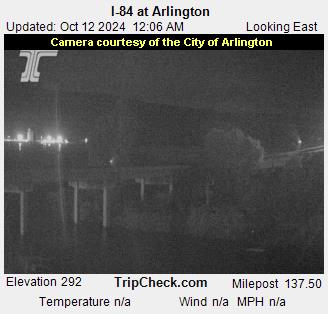 I-84 at Arlington
Updated: Oct 12 2024 12:06 AM Looking East
Camera courtesy of the City of Arlington
Elevation 292 TripCheck.com Milepost 137.50
Temperature n/a Wind n/a MPH n/a